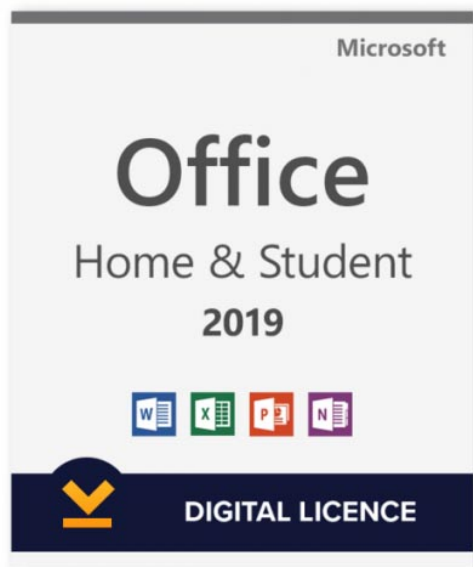 Microsoft
Office
Home & Student
2019
W X P N
DIGITAL LICENCE